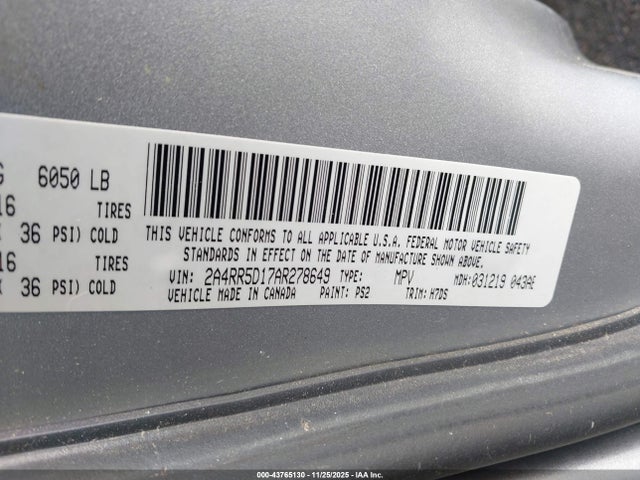 G 6050 LB
16 TIRES
36 PSI) COLD
16 TIRES
36 PSI) COLD
THIS VEHICLE CONFORMS TO ALL APPLICABLE U.S.A. FEDERAL MOTOR VEHICLE SAFETY
STANDARDS IN EFFECT ON THE DATE OF MANUFACTURE SHOWN ABOVE.
VIN: 2A4RR5D17AR278649 TYPE: MPV MDH: 031219 043AE
VEHICLE MADE IN CANADA PAINT: PS2 TRIM: H7DS
000-43765130 - 11/25/2025 - IAA Inc.